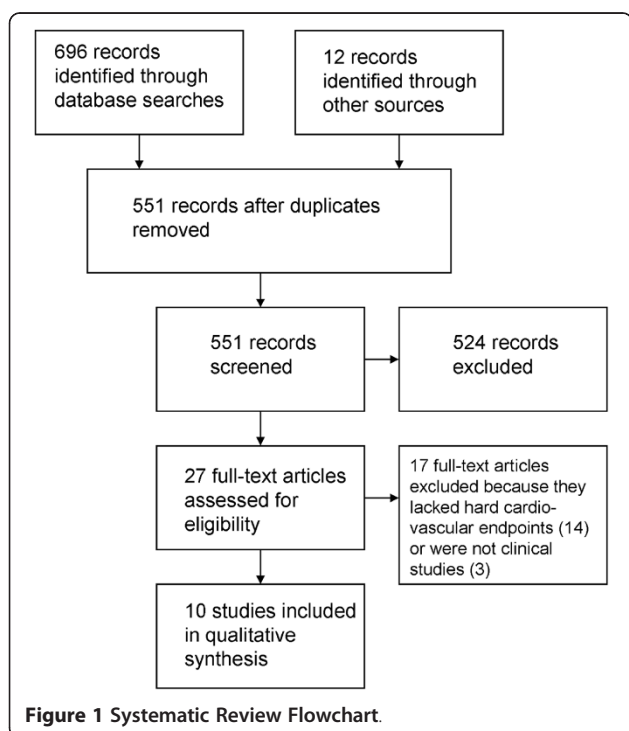 696 records
identified through
database searches
12 records
identified through
other sources
551 records after duplicates
removed
551 records
screened
524 records
excluded
27 full-text articles
assessed for
eligibility
17 full-text articles
excluded because they
lacked hard cardio-
vascular endpoints (14)
or were not clinical
studies (3)
10 studies included
in qualitative
synthesis
Figure 1 Systematic Review Flowchart.